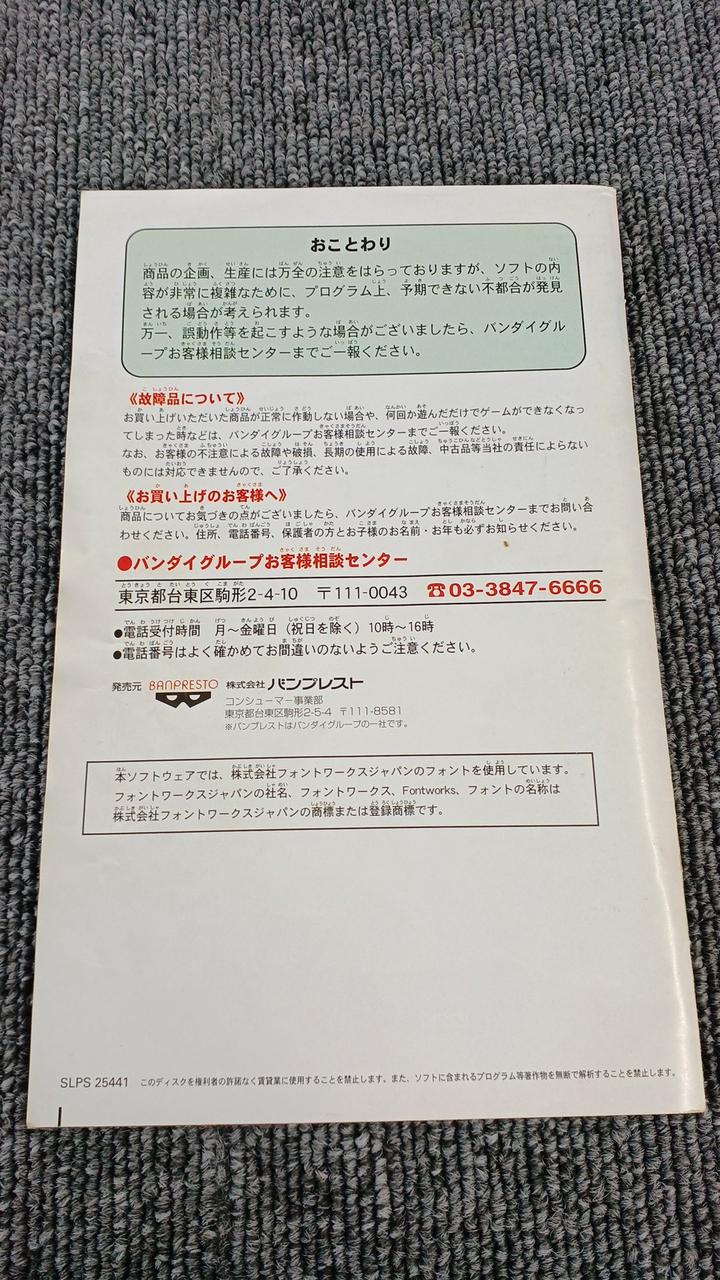 おことわり
商品の企画、生産には万全の注意をはらっておりますが、ソフトの内
容が非常に複雑なために、プログラム上、予期できない不都合が発見
される場合が考えられます。
万一、誤動作等を起こすような場合がございましたら、バンダイグル
ープお客様相談センターまでご一報ください。
《故障品について》
お買い上げいただいた商品が正常に作動しない場合や、何回か遊んだだけでゲームができなくなっ
てしまった時などは、バンダイグループお客様相談センターまでご一報ください。
なお、お客様の不注意による故障や破損、長期の使用による故障、中古品等当社の責任によらない
ものには対応できませんので、ご了承ください。
《お買い上げのお客様へ》
商品についてお気づきの点がございましたら、バンダイグループお客様相談センターまでお問い合
わせください。住所、電話番号、保護者の方とお子様のお名前・お年も必ずお知らせください。
●バンダイグループお客様相談センター
東京都台東区駒形2-4-10 〒111-0043 ☎03-3847-6666
●電話受付時間 月～金曜日（祝日を除く）10時～16時
●電話番号はよく確かめてお間違いのないようご注意ください。
発売元 BANPRESTO 株式会社バンプレスト
コンシューマー事業部
東京都台東区駒形2-5-4 〒111-8581
※バンプレストはバンダイグループの一社です。
本ソフトウェアでは、株式会社フォントワークスジャパンのフォントを使用しています。
フォントワークスジャパンの社名、フォントワークス、Fontworks、フォントの名称は
株式会社フォントワークスジャパンの商標または登録商標です。
SLPS 25441 このディスクを権利者の許諾なく賃貸業に使用することを禁止します。また、ソフトに含まれるプログラム等著作物を無断で解析することを禁止します。